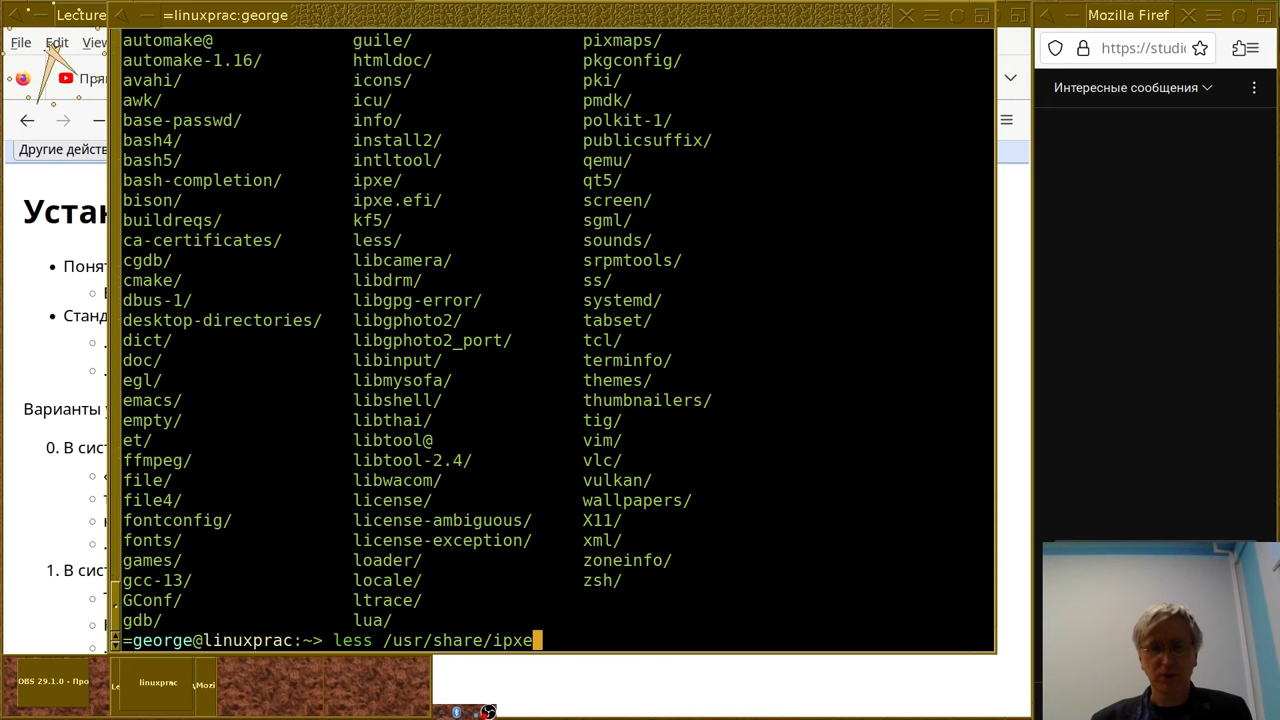 Lecture
=linuxprac:george
Mozilla Firef
File Edit View
https://studi
Интересные сообщения
Другие действ
Устан
Понят
Станд
Варианты у
0. В сист
1. В сист
automake@ guile/ pixmaps/
automake-1.16/ htmldoc/ pkgconfig/
avahi/ icons/ pki/
awk/ icu/ pmdk/
base-passwd/ info/ polkit-1/
bash4/ install2/ publicsuffix/
bash5/ intltool/ qemu/
bash-completion/ ipxe/ qt5/
bison/ ipxe.efi/ screen/
buildreqs/ kf5/ sgml/
ca-certificates/ less/ sounds/
cgdb/ libcamera/ srpmtools/
cmake/ libdrm/ ss/
dbus-1/ libgpg-error/ systemd/
desktop-directories/ libgphoto2/ tabset/
dict/ libgphoto2_port/ tcl/
doc/ libinput/ terminfo/
egl/ libmysofa/ themes/
emacs/ libshell/ thumbnailers/
empty/ libthai/ tig/
et/ libtool@ vim/
ffmpeg/ libtool-2.4/ vlc/
file/ libwacom/ vulkan/
file4/ license/ wallpapers/
fontconfig/ license-ambiguous/ X11/
fonts/ license-exception/ xml/
games/ loader/ zoneinfo/
gcc-13/ locale/ zsh/
GConf/ ltrace/
gdb/ lua/
=george@linuxprac:~> less /usr/share/ipxe
OBS 29.1.0 - Про
linuxprac